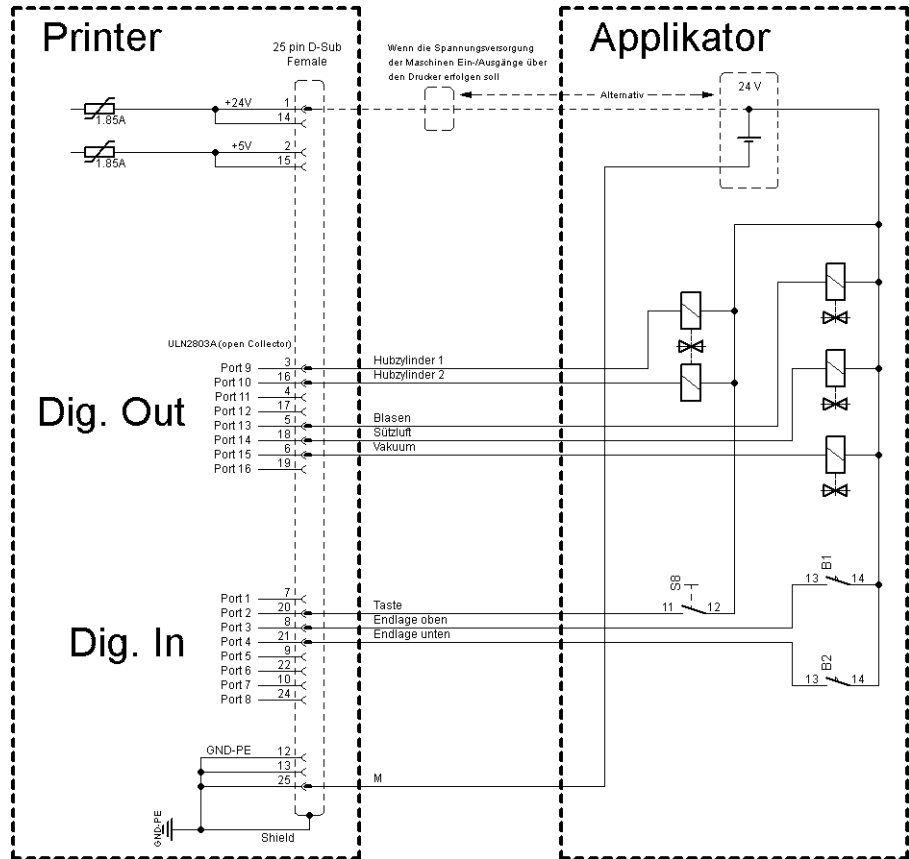 Printer
Applikator
25 pin D-Sub
Female
Wenn die Spannungsversorgung
der Maschinen Ein-/Ausgänge über
den Drucker erfolgen soll
Alternativ
24 V
+24V
1
14
1.85A
+5V
2
15
1.85A
ULN2803A(open Collector)
Dig. Out
Port 9 3 Hubzylinder 1
Port 10 16 Hubzylinder 2
Port 11 4
Port 12 17
Port 13 5 Blasen
Port 14 18 Sützluft
Port 15 6 Vakuum
Port 16 19
Dig. In
Port 1 7
Port 2 20 Taste
Port 3 8 Endlage oben
Port 4 21 Endlage unten
Port 5 9
Port 6 22
Port 7 10
Port 8 24
S8
11 12
B1
13 14
B2
13 14
GND-PE 12
13
25 M
GND-PE
Shield